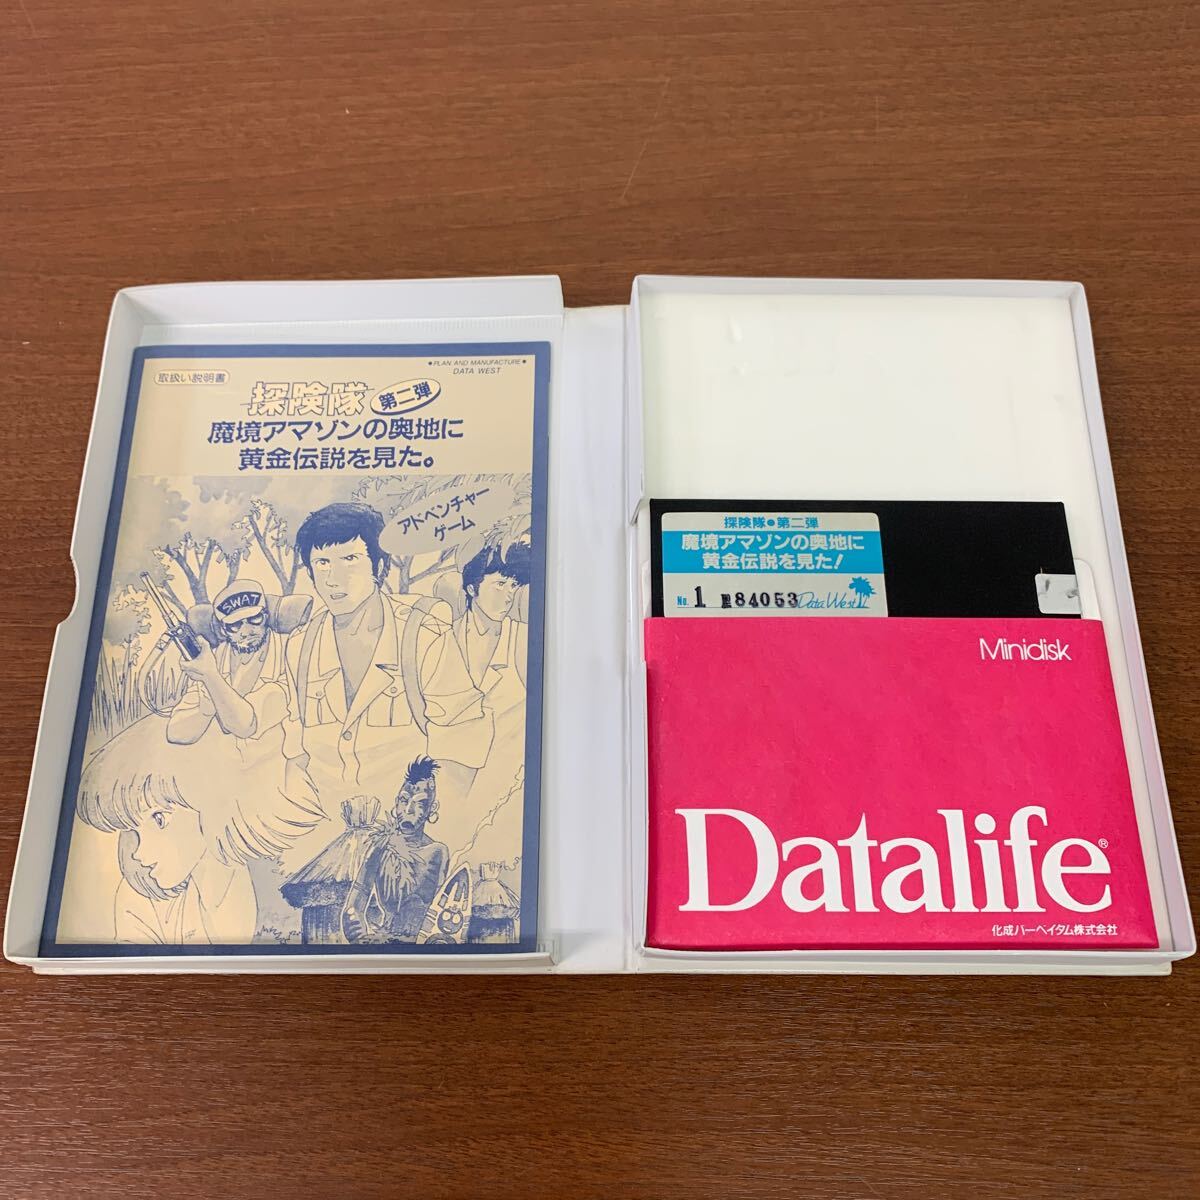 ●PLAN AND MANUFACTURE●
DATA WEST
取扱い説明書
探険隊 第二弾
魔境アマゾンの奥地に
黄金伝説を見た。
アドベンチャー
ゲーム
SWAT
探険隊●第二弾
魔境アマゾンの奥地に
黄金伝説を見た!
No. 1 E84053 Data West
Minidisk
Datalife®
化成バーベイタム株式会社